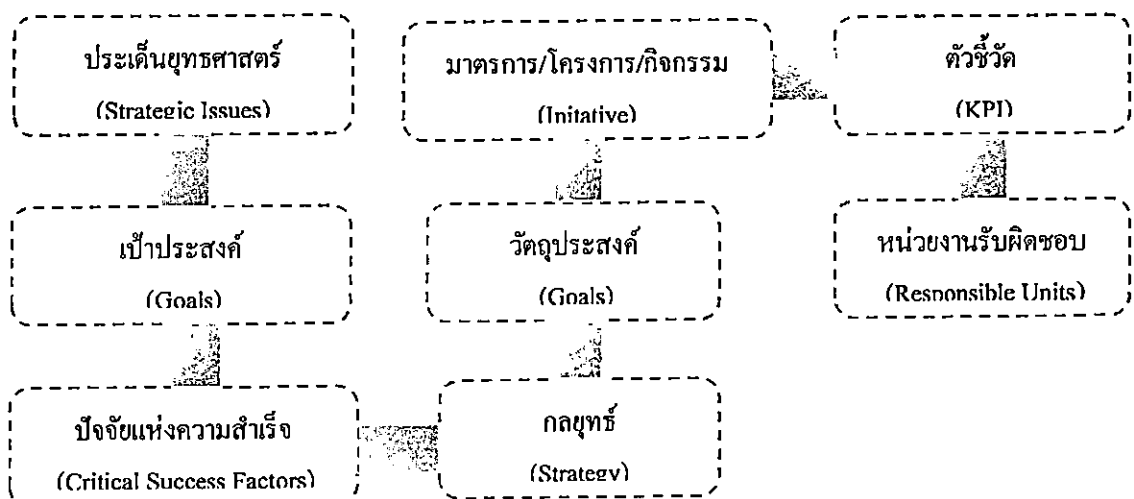 ประเด็นยุทธศาสตร์
(Strategic Issues)
เป้าประสงค์
(Goals)
ปัจจัยแห่งความสำเร็จ
(Critical Success Factors)
กลยุทธ์
(Strategy)
วัตถุประสงค์
(Goals)
มาตรการ/โครงการ/กิจกรรม
(Initative)
ตัวชี้วัด
(KPI)
หน่วยงานรับผิดชอบ
(Responsible Units)